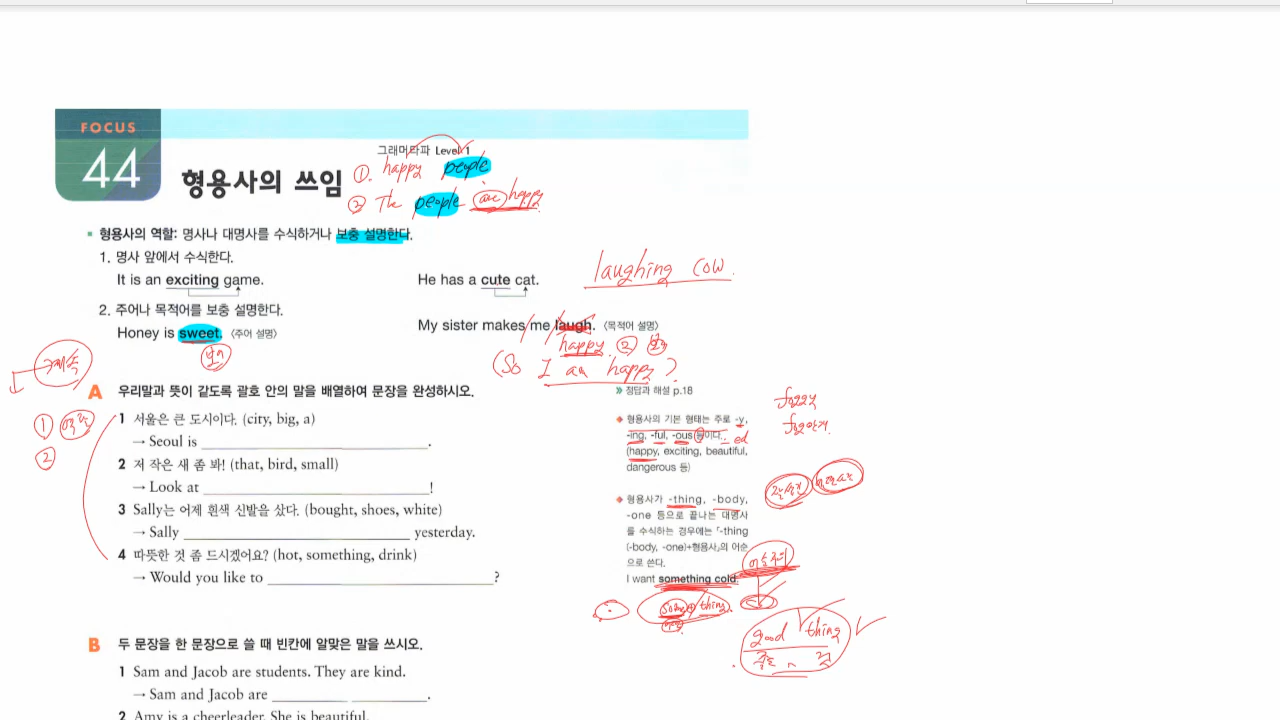 FOCUS
44
형용사의 쓰임
그래머타파 Level 1
①. happy people
② The people are happy
형용사의 역할: 명사나 대명사를 수식하거나 보충 설명한다.
1. 명사 앞에서 수식한다.
It is an exciting game.
He has a cute cat.
laughing cow.
2. 주어나 목적어를 보충 설명한다.
Honey is sweet. 〈주어 설명〉
My sister makes me laugh. 〈목적어 설명〉
happy. ②
(So I am happy)
A 우리말과 뜻이 같도록 괄호 안의 말을 배열하여 문장을 완성하시오.
①
②
1 서울은 큰 도시이다. (city, big, a)
→ Seoul is .
2 저 작은 새 좀 봐! (that, bird, small)
→ Look at !
3 Sally는 어제 흰색 신발을 샀다. (bought, shoes, white)
→ Sally yesterday.
4 따뜻한 것 좀 드시겠어요? (hot, something, drink)
→ Would you like to ?
» 정답과 해설 p.18
형용사의 기본 형태는 주로 -y,
-ing, -ful, -ous 등이다. ed
(happy, exciting, beautiful,
dangerous 등)
형용사가 -thing, -body,
-one 등으로 끝나는 대명사
를 수식하는 경우에는 「-thing
(-body, -one)+형용사」의 어순
으로 쓴다.
어순주의
I want something cold.
some thing.
good thing
좋은 것
B 두 문장을 한 문장으로 쓸 때 빈칸에 알맞은 말을 쓰시오.
1 Sam and Jacob are students. They are kind.
→ Sam and Jacob are .
2 Amy is a cheerleader. She is beautiful.